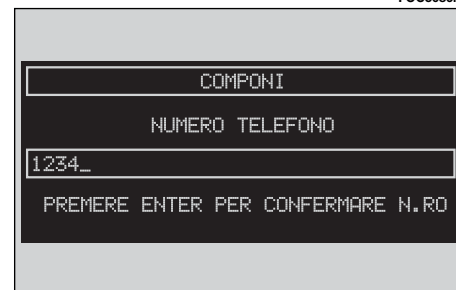 COMPONI
NUMERO TELEFONO
1234_
PREMERE ENTER PER CONFERMARE N.RO